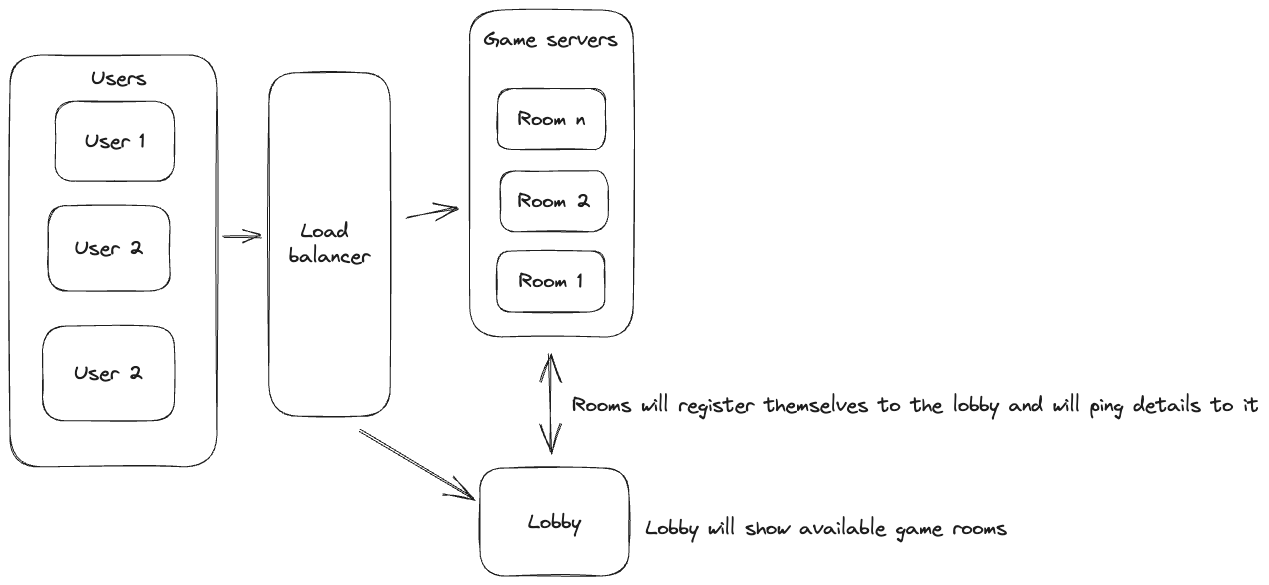 Users
User 1
User 2
User 2
Load
balancer
Game servers
Room n
Room 2
Room 1
Rooms will register themselves to the lobby and will ping details to it
Lobby
Lobby will show available game rooms